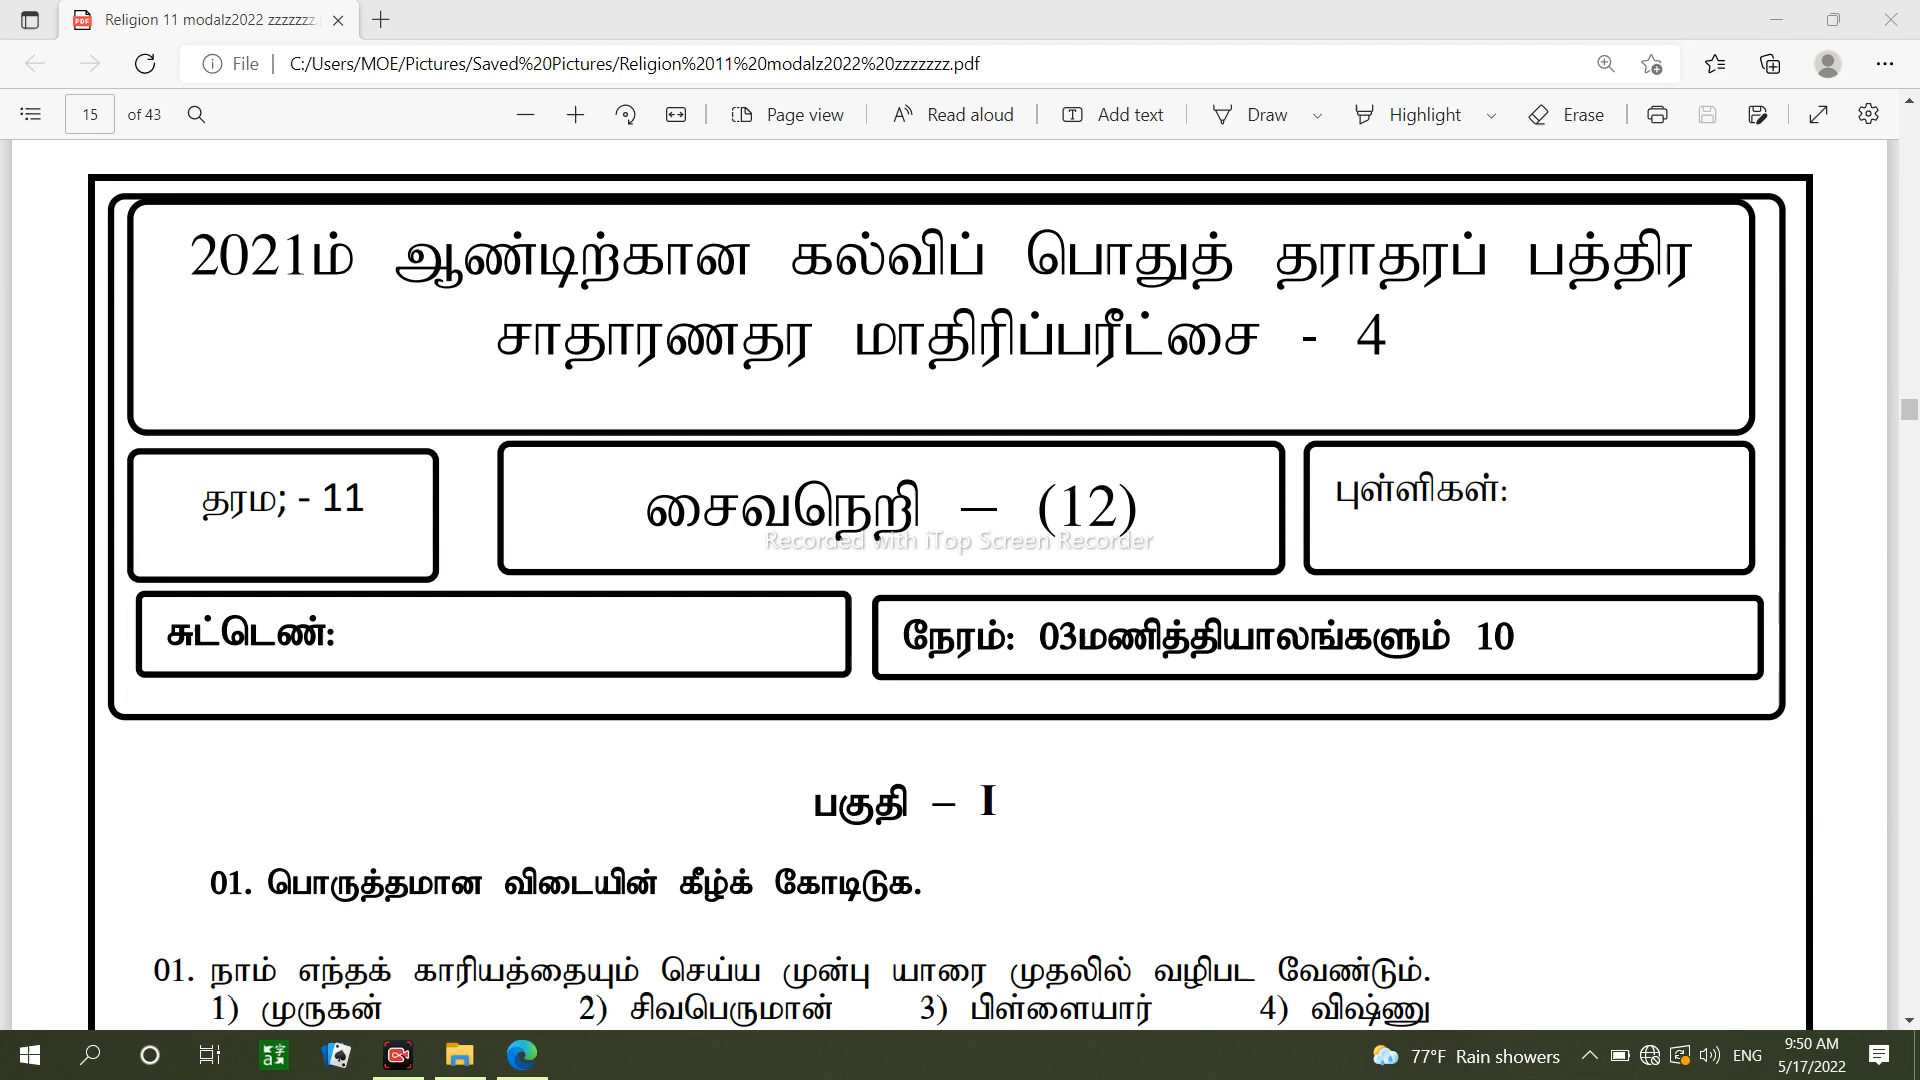 Religion 11 modalz2022 zzzzzzz.
File
C:/Users/MOE/Pictures/Saved%20Pictures/Religion%2011%20modalz2022%20zzzzzzz.pdf
15 of 43
Page view
Read aloud
Add text
Draw
Highlight
Erase
2021ம் ஆண்டிற்கான கல்விப் பொதுத் தராதரப் பத்திர
சாதாரணதர மாதிரிப்பரீட்சை - 4
தரம; - 11
சைவநெறி – (12)
புள்ளிகள்:
Recorded with iTop Screen Recorder
சுட்டெண்:
நேரம்: 03மணித்தியாலங்களும் 10
பகுதி – I
01. பொருத்தமான விடையின் கீழ்க் கோடிடுக.
01. நாம் எந்தக் காரியத்தையும் செய்ய முன்பு யாரை முதலில் வழிபட வேண்டும்.
1) முருகன் 2) சிவபெருமான் 3) பிள்ளையார் 4) விஷ்ணு
77°F Rain showers
ENG
9:50 AM
5/17/2022